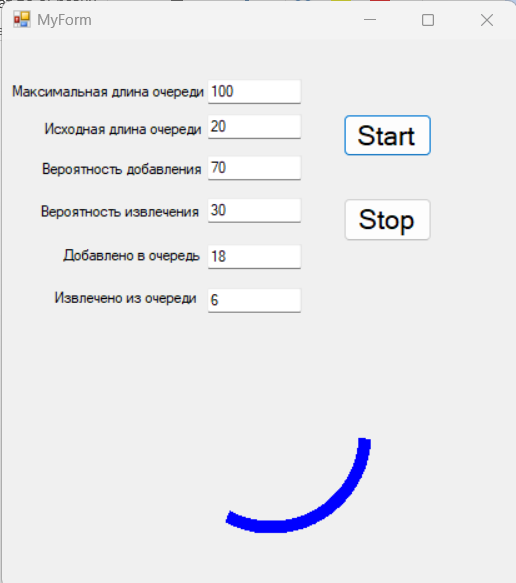 MyForm
Максимальная длина очереди 100
Исходная длина очереди 20
Start
Вероятность добавления 70
Вероятность извлечения 30
Stop
Добавлено в очередь 18
Извлечено из очереди 6